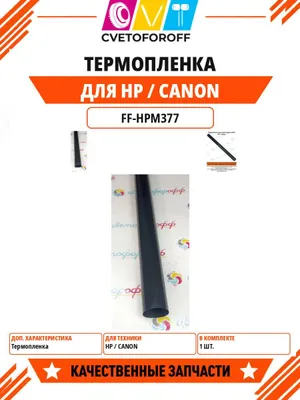 CVT
CVETOFOROFF
ТЕРМОПЛЕНКА
ДЛЯ HP / CANON
FF-HPM377
ДОП. ХАРАКТЕРИСТИКА
Термопленка
ДЛЯ ТЕХНИКИ
HP / CANON
В КОМПЛЕКТЕ
1 ШТ.
КАЧЕСТВЕННЫЕ ЗАПЧАСТИ